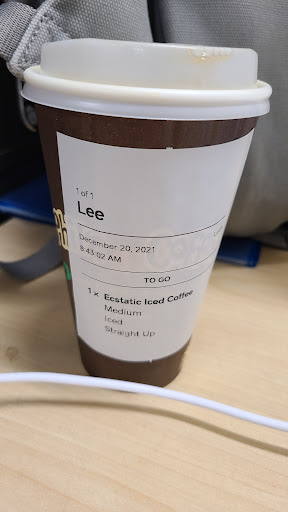 1 of 1
Lee
December 20, 2021
8:43:02 AM
TO GO
1 × Ecstatic Iced Coffee
Medium
Iced
Straight Up